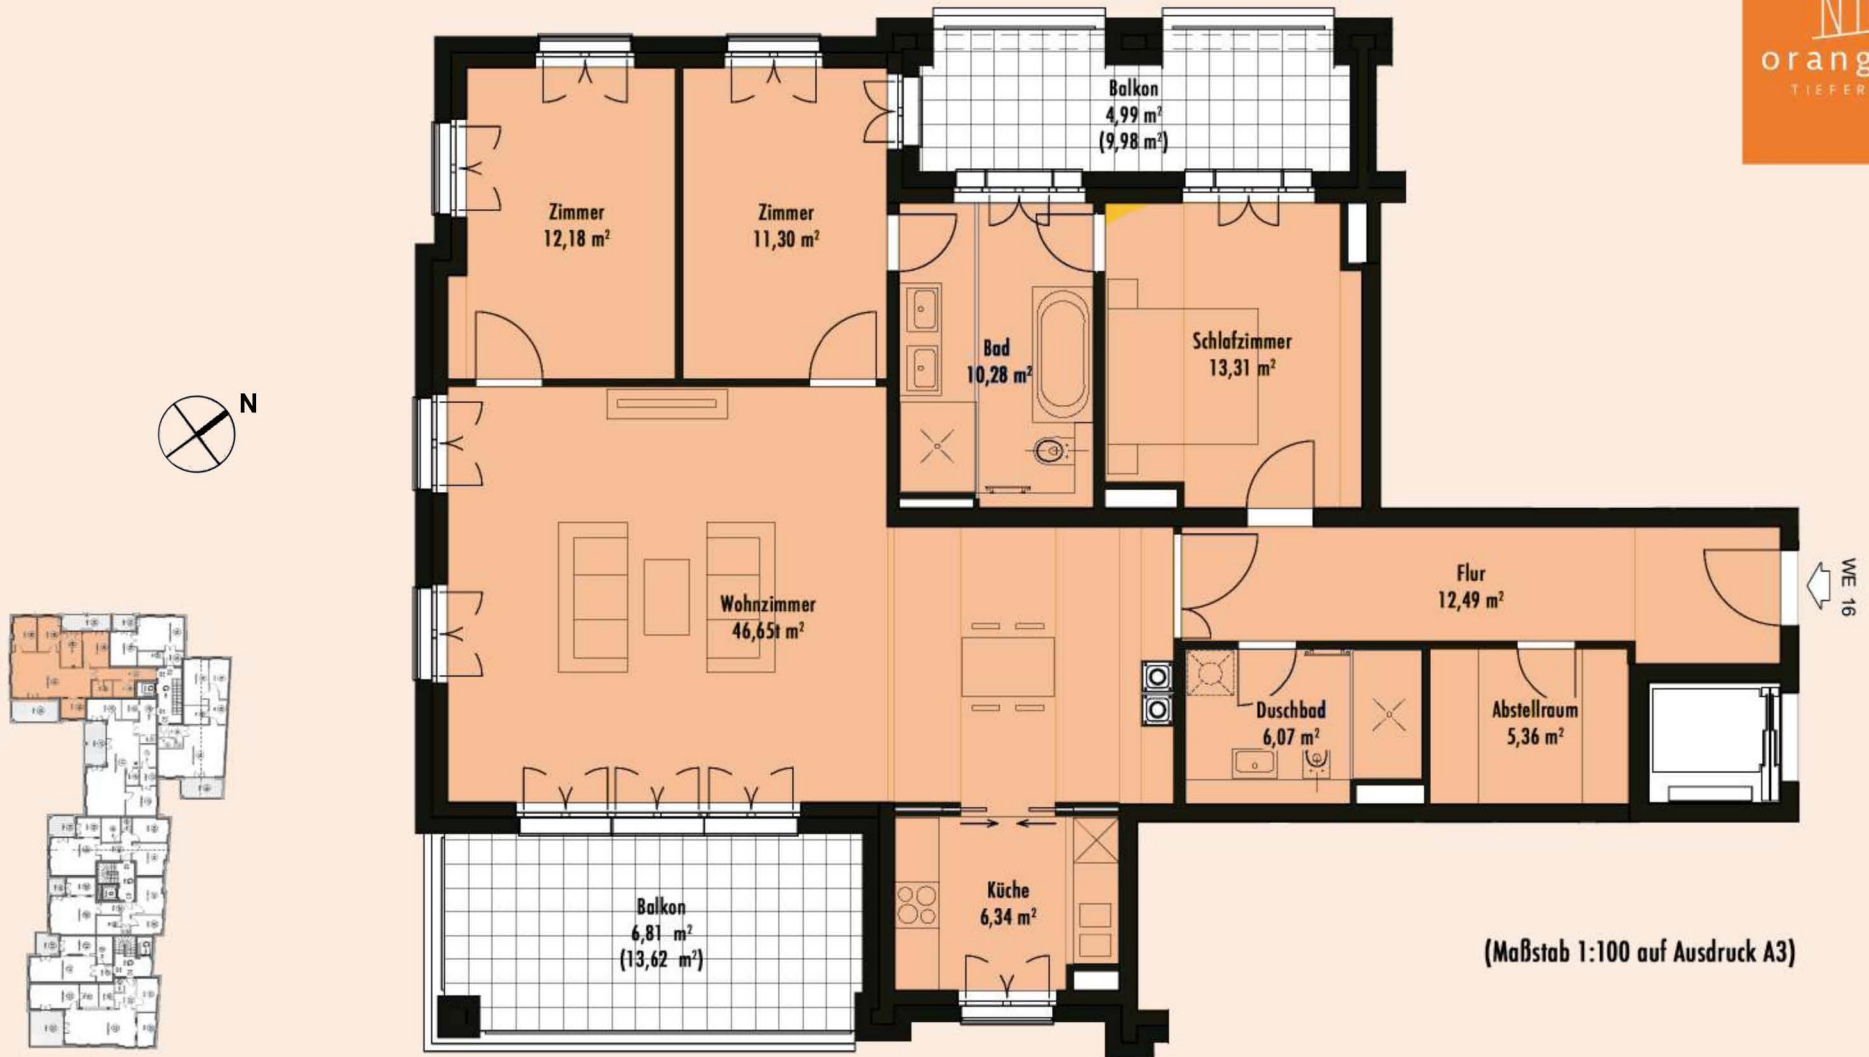 orang
TIEFER
Balkon
4,99 m²
(9,98 m²)
Zimmer
12,18 m²
Zimmer
11,30 m²
Bad
10,28 m²
Schlafzimmer
13,31 m²
N
Wohnzimmer
46,65t m²
Flur
12,49 m²
WE 16
Duschbad
6,07 m²
Abstellraum
5,36 m²
Balkon
6,81 m²
(13,62 m²)
Küche
6,34 m²
(Maßstab 1:100 auf Ausdruck A3)